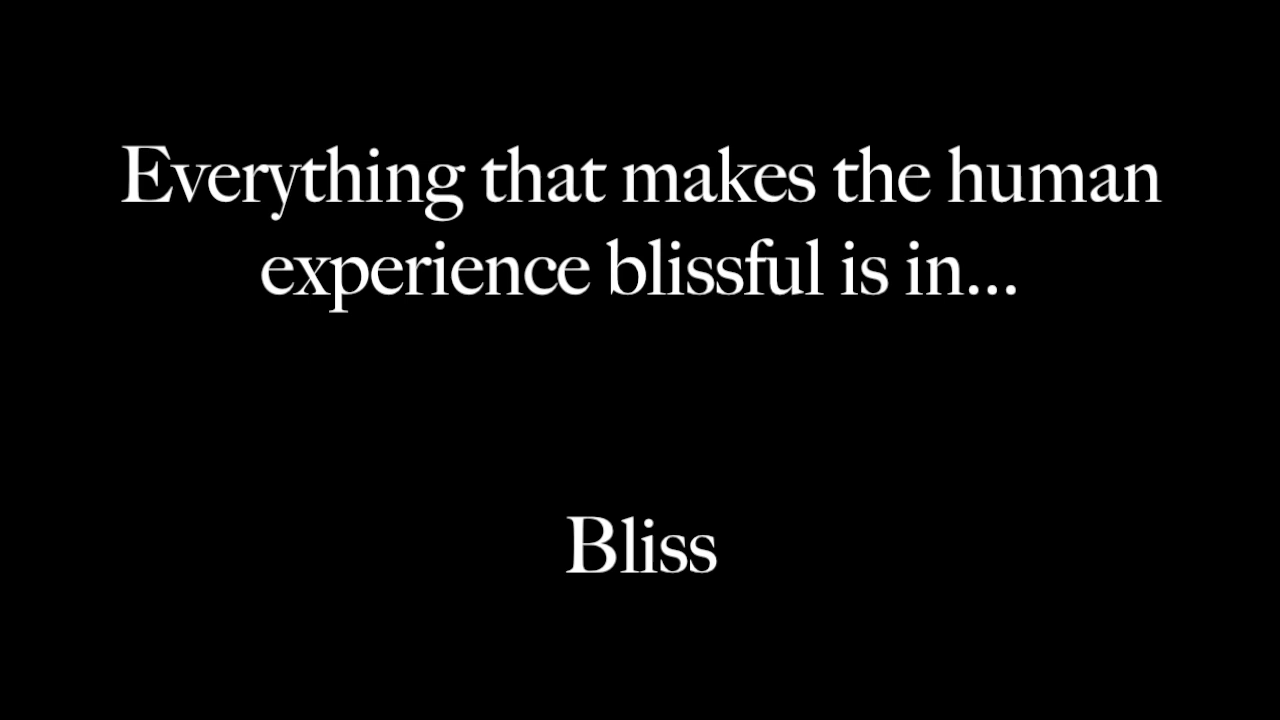 Everything that makes the human
experience blissful is in...
Bliss